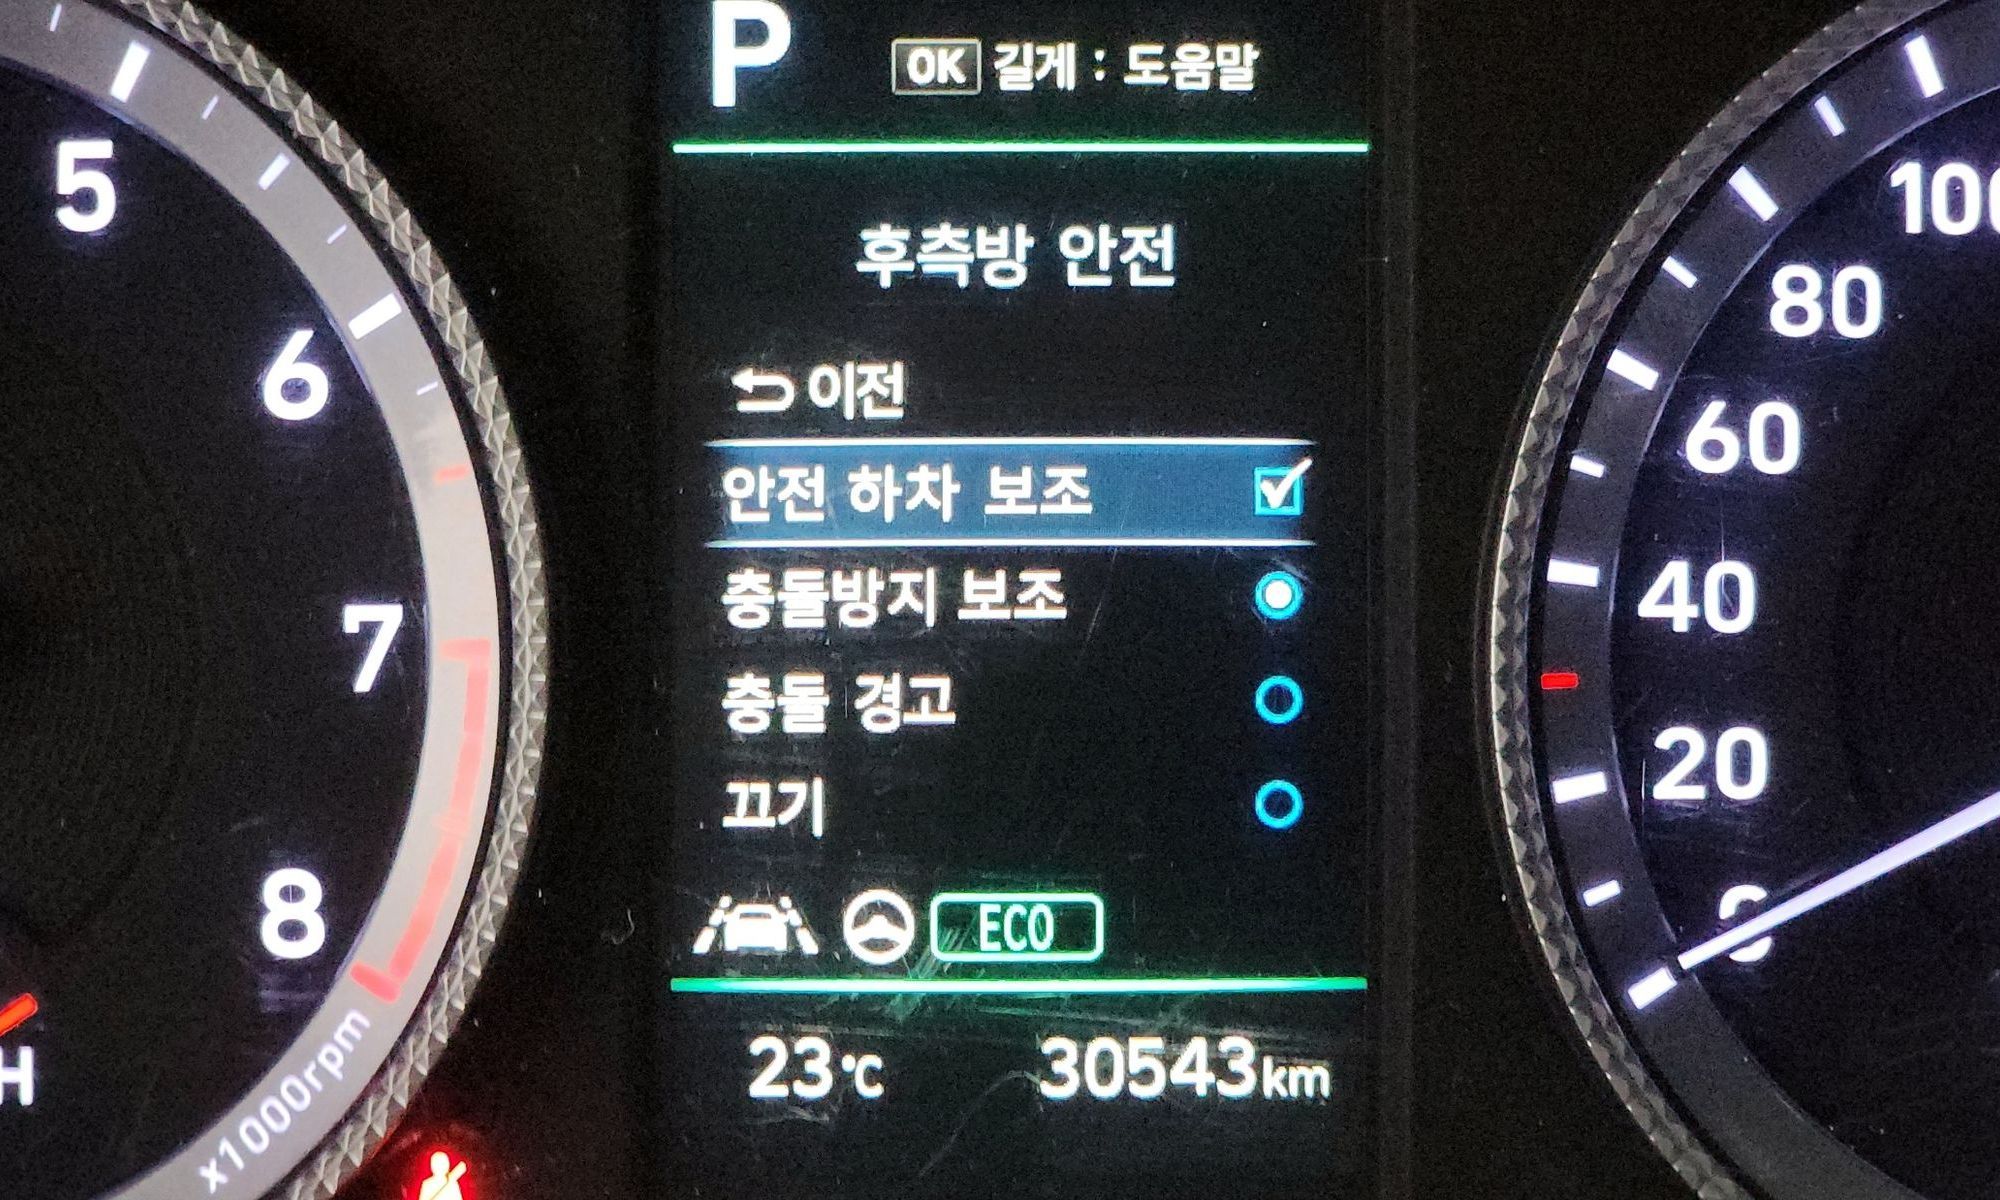 P
OK 길게 : 도움말
후측방 안전
이전
안전 하차 보조
충돌방지 보조
충돌 경고
끄기
ECO
23°C 30543km
5
6
7
8
x1000rpm
H
100
80
60
40
20
0